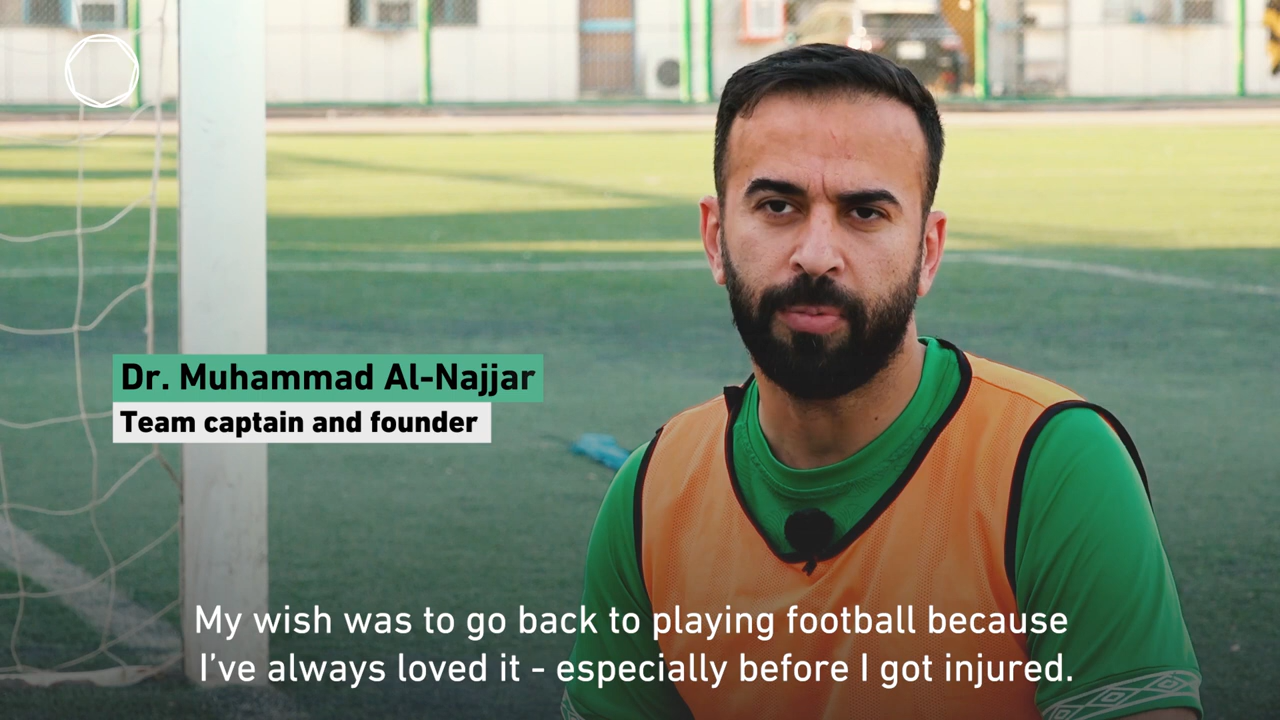 Dr. Muhammad Al-Najjar
Team captain and founder
My wish was to go back to playing football because
I've always loved it - especially before I got injured.